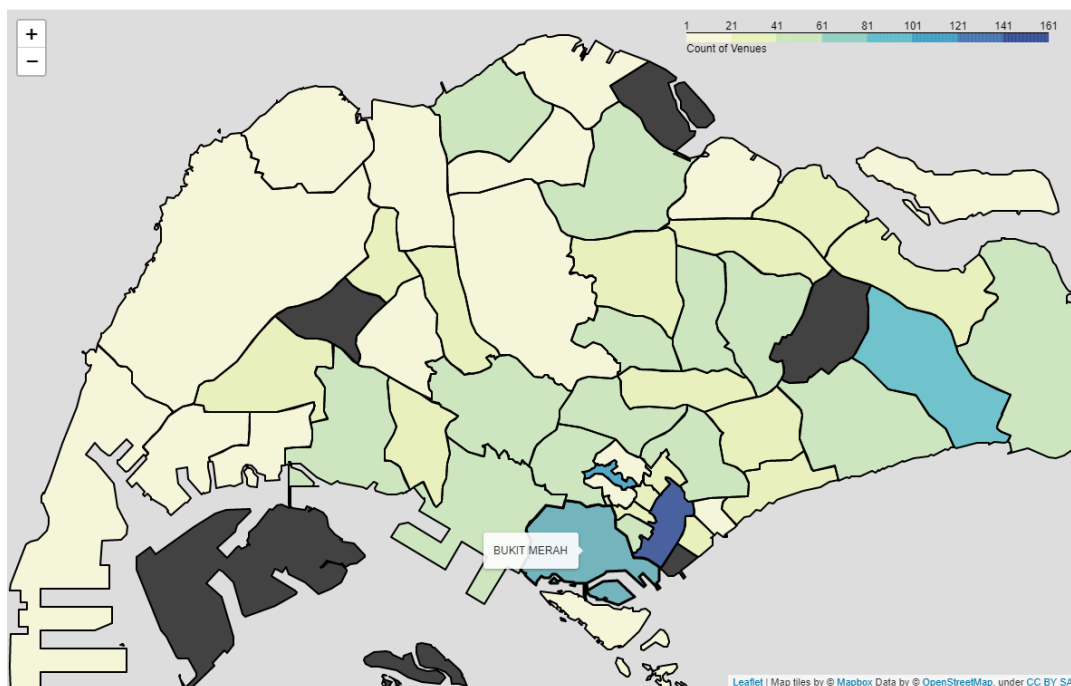 +
−
1 21 41 61 81 101 121 141 161
Count of Venues
BUKIT MERAH
Leaflet | Map tiles by © Mapbox Data by © OpenStreetMap, under CC BY SA